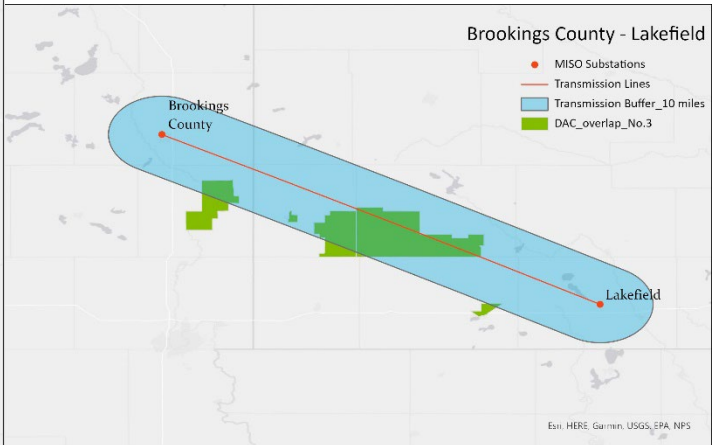 Brookings County - Lakefield
MISO Substations
Transmission Lines
Transmission Buffer_10 miles
DAC_overlap_No.3
Brookings
County
Lakefield
Esri, HERE, Garmin, USGS, EPA, NPS